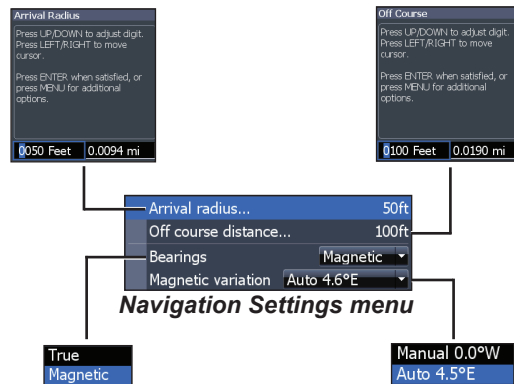 Arrival Radius
Press UP/DOWN to adjust digit.
Press LEFT/RIGHT to move
cursor.
Press ENTER when satisfied, or
press MENU for additional
options.
0050 Feet 0.0094 mi
Off Course
Press UP/DOWN to adjust digit.
Press LEFT/RIGHT to move
cursor.
Press ENTER when satisfied, or
press MENU for additional
options.
0100 Feet 0.0190 mi
Arrival radius... 50ft
Off course distance... 100ft
Bearings Magnetic
Magnetic variation Auto 4.6°E
Navigation Settings menu
True
Magnetic
Manual 0.0°W
Auto 4.5°E